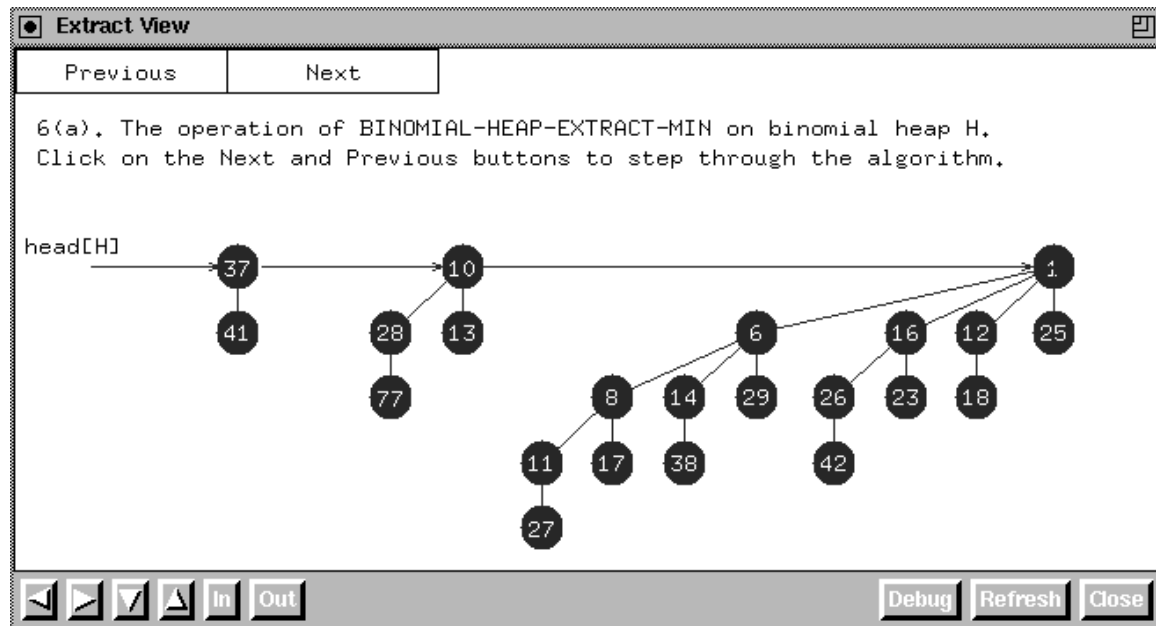 Extract View
Previous Next
6(a). The operation of BINOMIAL-HEAP-EXTRACT-MIN on binomial heap H.
Click on the Next and Previous buttons to step through the algorithm.
head[H]
37 10 1
41 28 13 6 16 12 25
77 8 14 29 26 23 18
11 17 38 42
27
In Out Debug Refresh Close